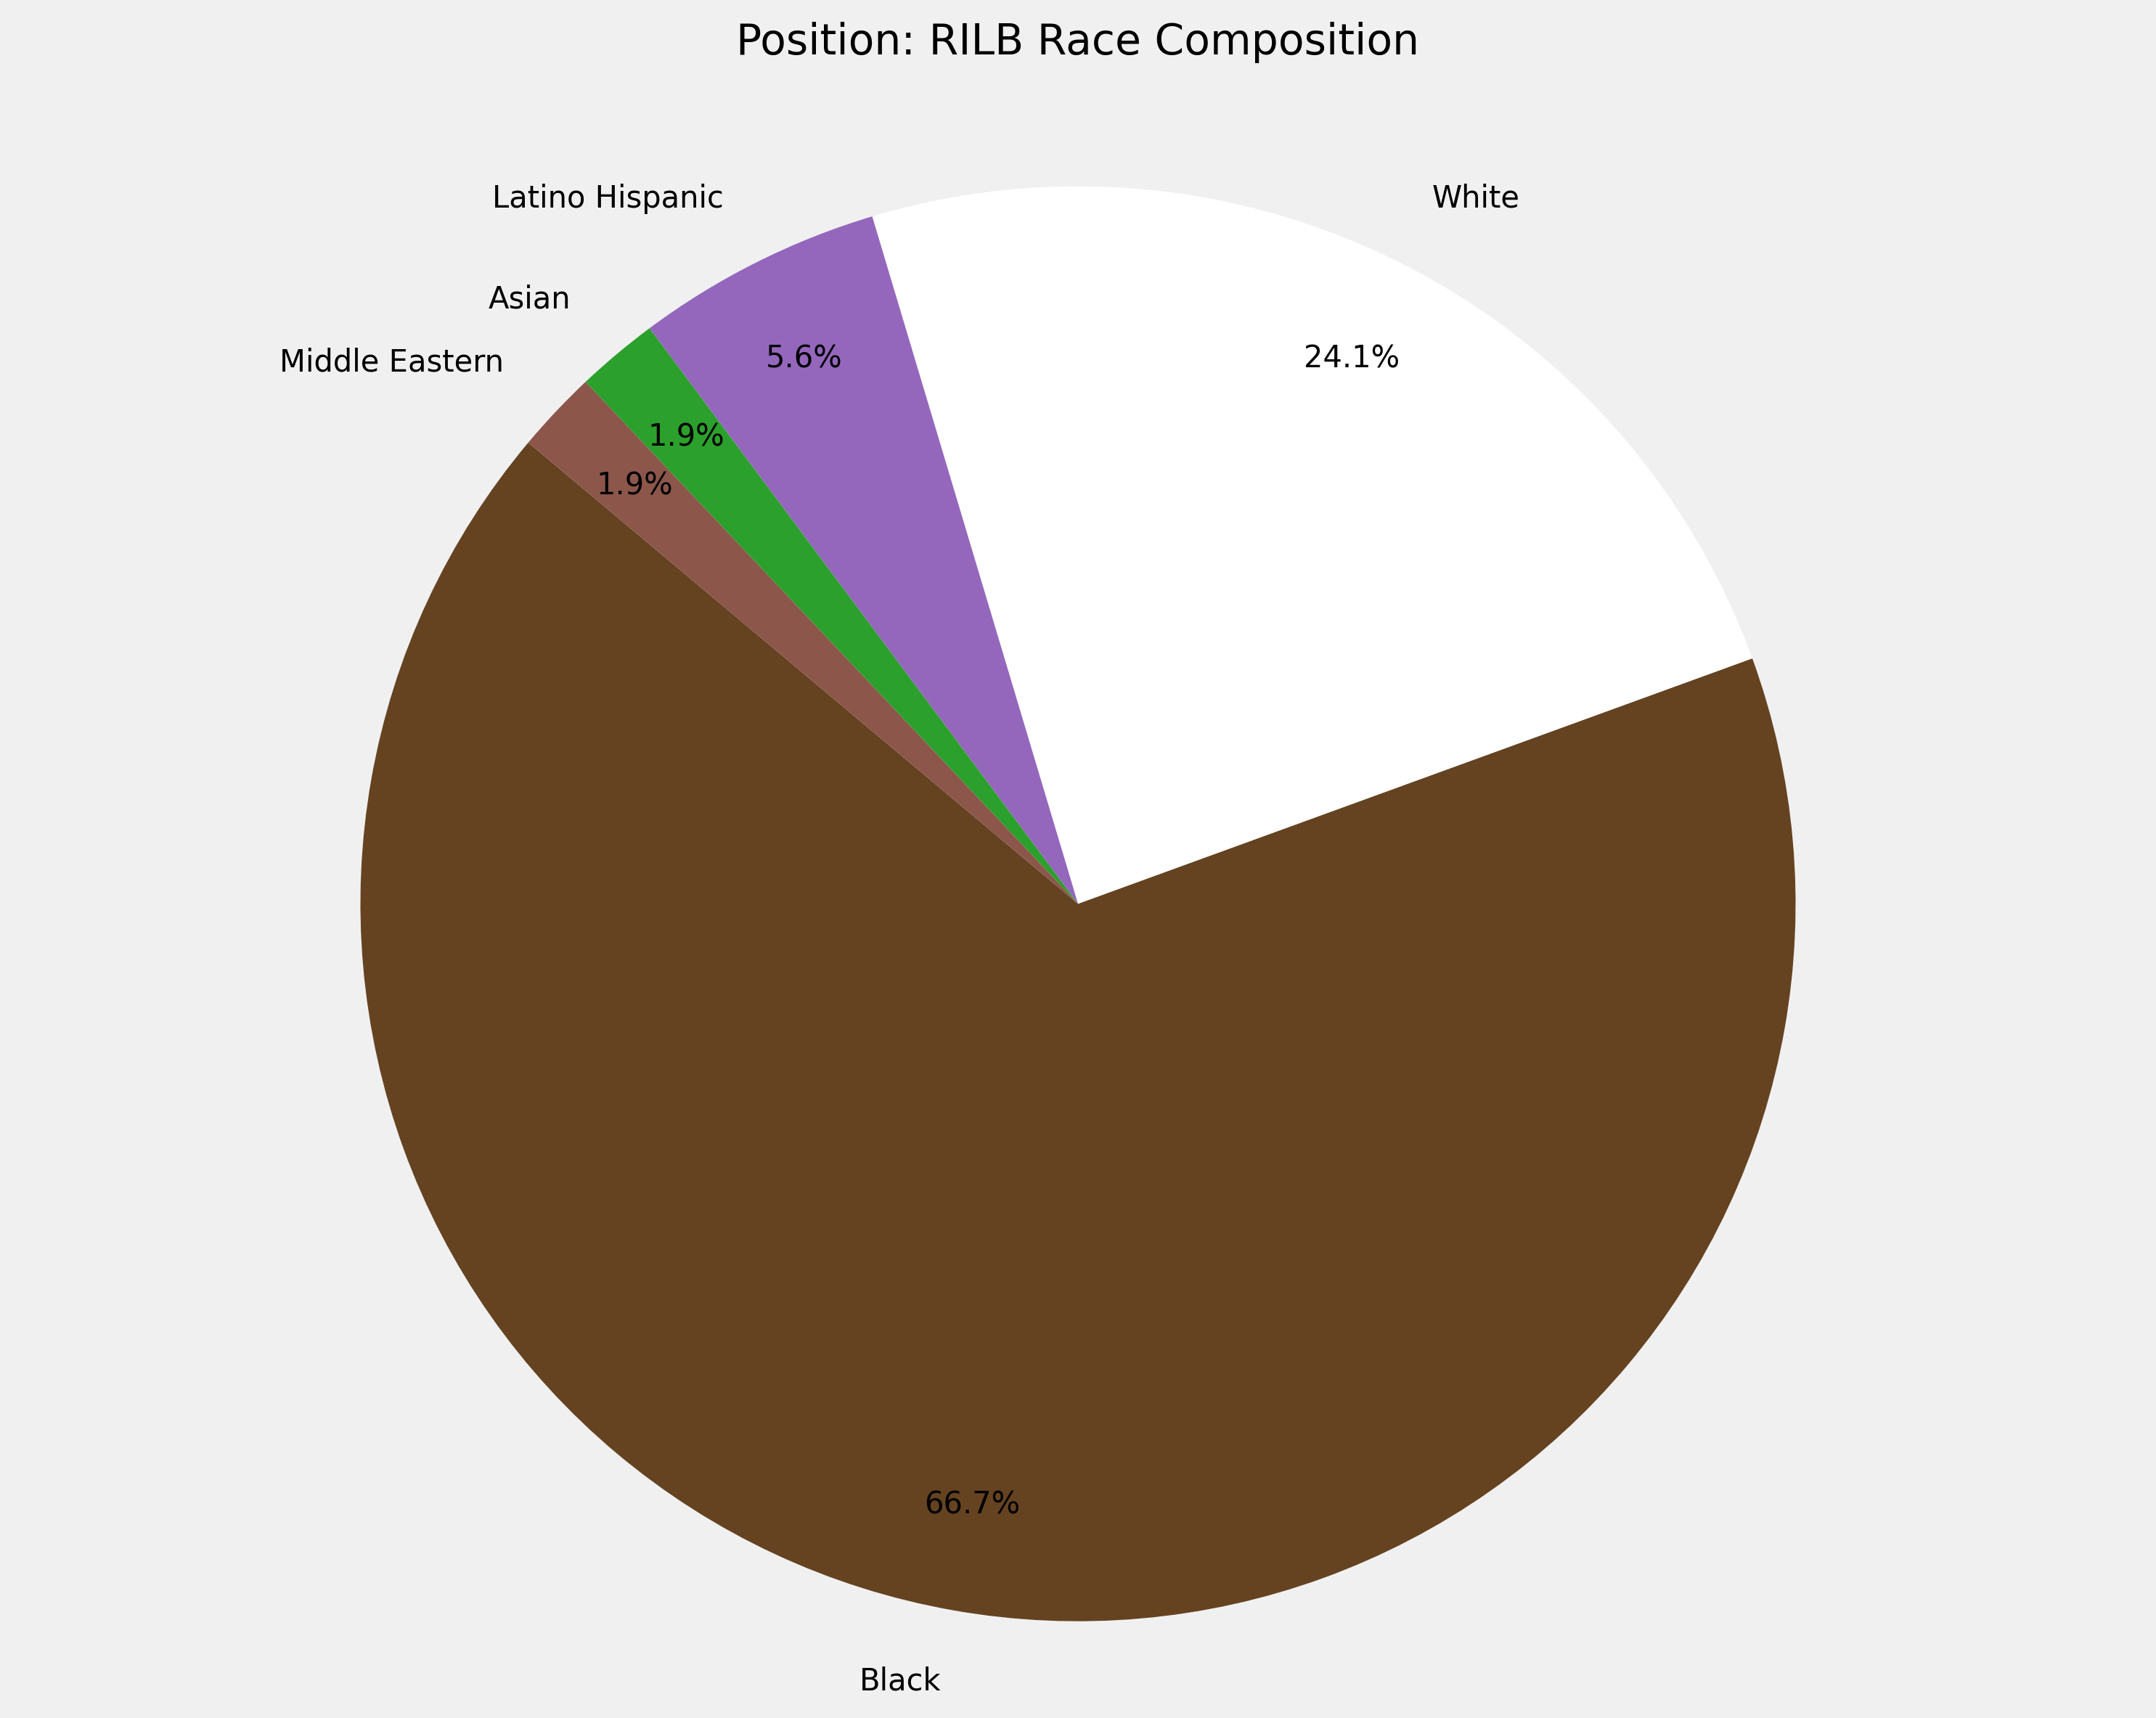 Position: RILB Race Composition
Latino Hispanic
White
Asian
Middle Eastern
5.6%
24.1%
1.9%
1.9%
66.7%
Black